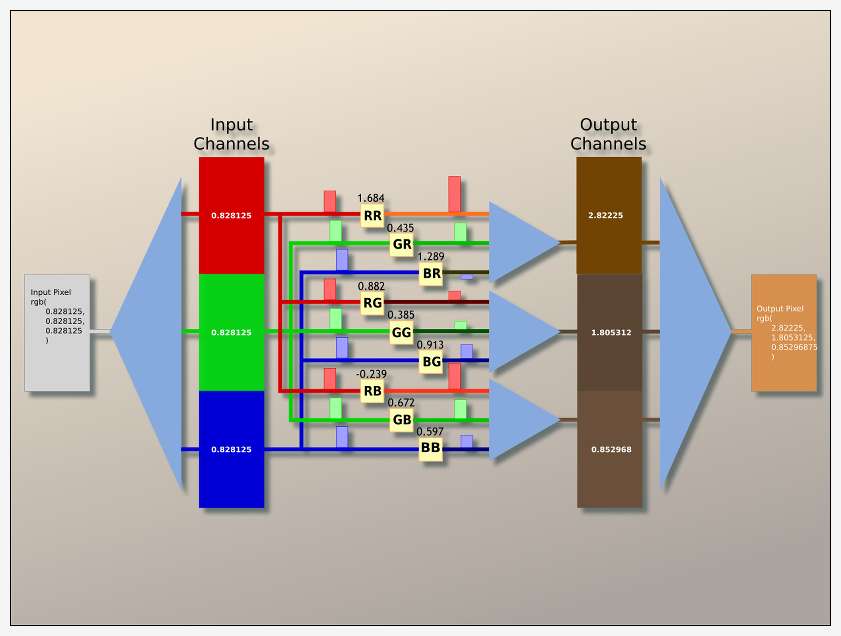 Input
Channels
Output
Channels
Input Pixel
rgb(
0.828125,
0.828125,
0.828125
)
0.828125
0.828125
0.828125
1.684
RR
0.435
GR
1.289
BR
0.882
RG
0.385
GG
0.913
BG
-0.239
RB
0.672
GB
0.597
BB
2.82225
1.805312
0.852968
Output Pixel
rgb(
2.82225,
1.8053125,
0.85296875
)